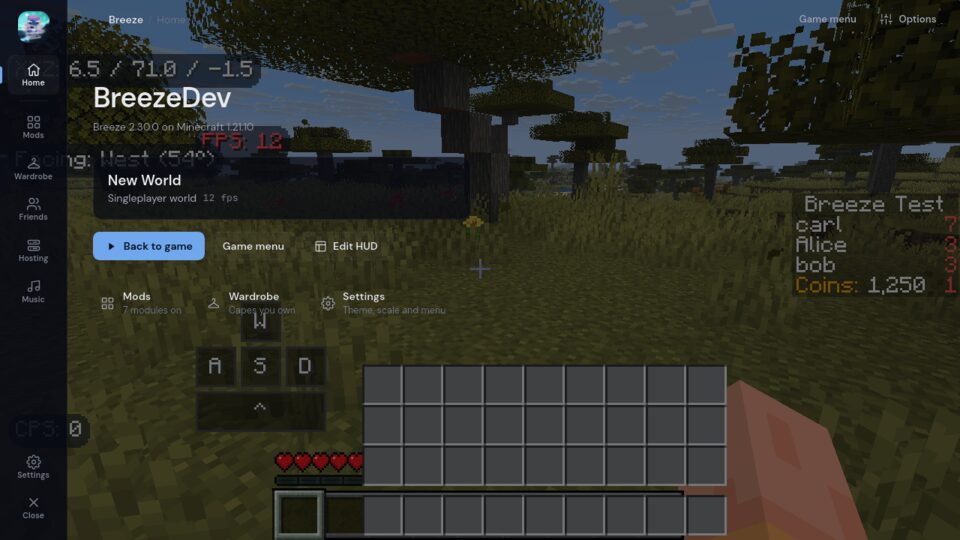 Breeze / Home
Game menu
Options
6.5 / 71.0 / -1.5
Home
BreezeDev
Breeze 2.30.0 on Minecraft 1.21.10
FPS: 12
Mods
Facing: West (54°)
Wardrobe
New World
Singleplayer world 12 fps
Friends
Breeze Test
carl 7
Alice 3
bob 3
Coins: 1,250 1
Hosting
Back to game
Game menu
Edit HUD
Music
Mods
7 modules on
Wardrobe
Capes you own
Settings
Theme, scale and menu
W
A S D
^
CPS: 0
Settings
Close